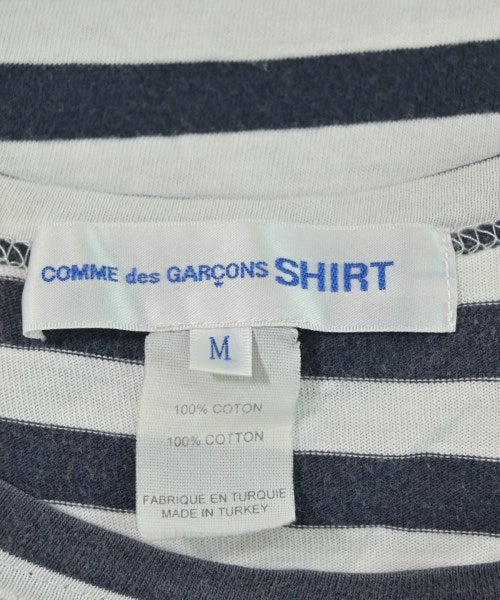 COMME des GARÇONS SHIRT
M
100% COTON
100% COTTON
FABRIQUE EN TURQUIE
MADE IN TURKEY